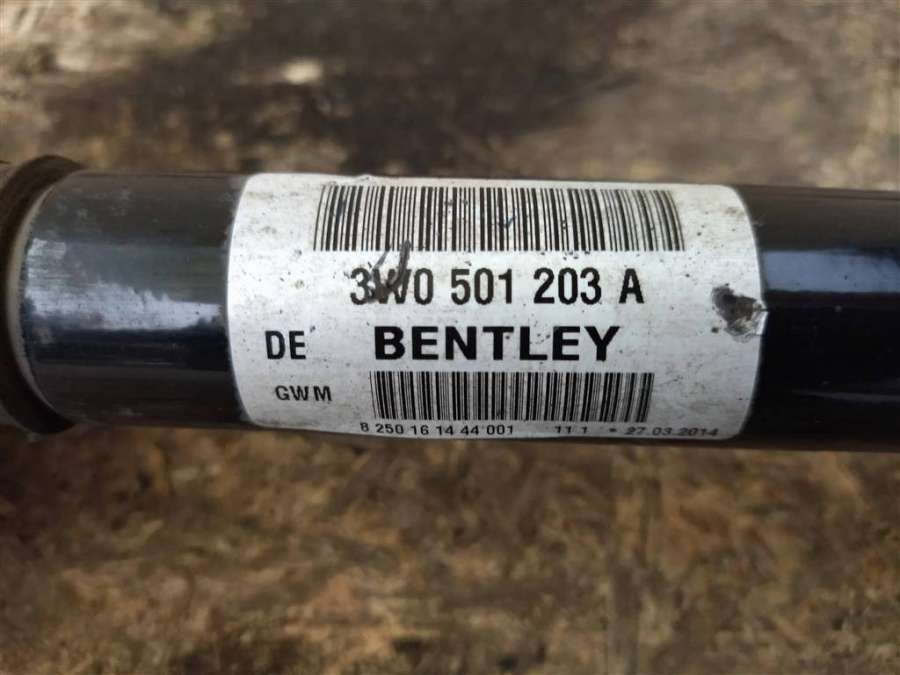 3W0 501 203 A
DE BENTLEY
GWM
8 250 16 14 44 001 11 1 * 27.03.2014